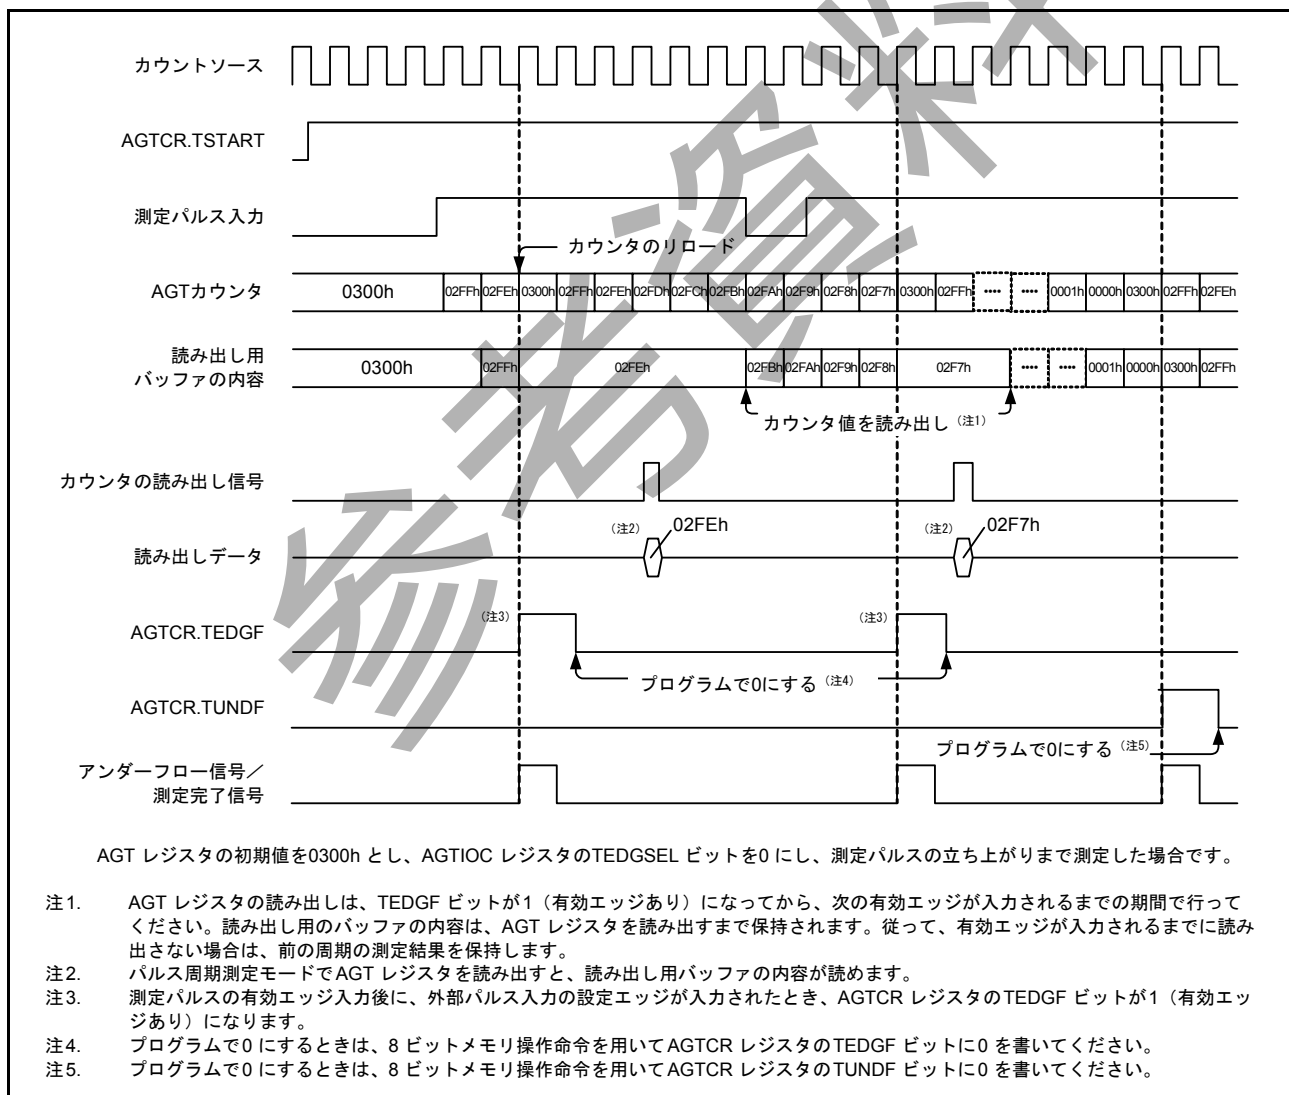 参考資料
カウントソース
AGTCR.TSTART
測定パルス入力
カウンタのリロード
AGTカウンタ
0300h 02FFh 02FEh 0300h 02FFh 02FEh 02FDh 02FCh 02FBh 02FAh 02F9h 02F8h 02F7h 0300h 02FFh •••• •••• 0001h 0000h 0300h 02FFh 02FEh
読み出し用
バッファの内容
0300h 02FFh 02FEh 02FBh 02FAh 02F9h 02F8h 02F7h •••• •••• 0001h 0000h 0300h 02FFh
カウンタ値を読み出し（注1）
カウンタの読み出し信号
（注2） 02FEh （注2） 02F7h
読み出しデータ
（注3） （注3）
AGTCR.TEDGF
プログラムで0にする（注4）
AGTCR.TUNDF
プログラムで0にする（注5）
アンダーフロー信号／
測定完了信号
AGT レジスタの初期値を0300h とし、AGTIOC レジスタのTEDGSEL ビットを0 にし、測定パルスの立ち上がりまで測定した場合です。
注1. AGT レジスタの読み出しは、TEDGF ビットが1（有効エッジあり）になってから、次の有効エッジが入力されるまでの期間で行って
ください。読み出し用のバッファの内容は、AGT レジスタを読み出すまで保持されます。従って、有効エッジが入力されるまでに読み
出さない場合は、前の周期の測定結果を保持します。
注2. パルス周期測定モードでAGT レジスタを読み出すと、読み出し用バッファの内容が読めます。
注3. 測定パルスの有効エッジ入力後に、外部パルス入力の設定エッジが入力されたとき、AGTCR レジスタのTEDGF ビットが1（有効エッ
ジあり）になります。
注4. プログラムで0 にするときは、8 ビットメモリ操作命令を用いてAGTCR レジスタのTEDGF ビットに0 を書いてください。
注5. プログラムで0 にするときは、8 ビットメモリ操作命令を用いてAGTCR レジスタのTUNDF ビットに0 を書いてください。